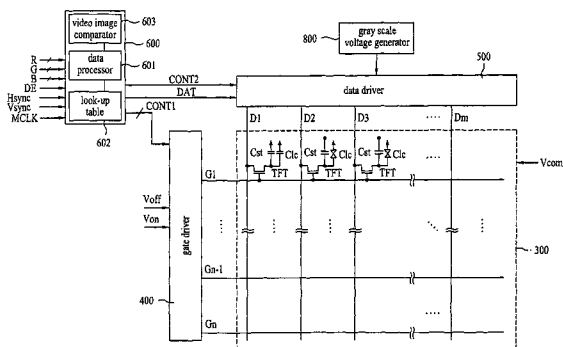 video image
comparator
603
600
data
processor
601
look-up
table
602
R
G
B
DE
Hsync
Vsync
MCLK
CONT2
DAT
CONT1
800
gray scale
voltage generator
500
data driver
D1 D2 D3 .... Dm
Cst Clc Cst Clc Cst Clc ....
TFT TFT TFT
Vcom
G1
Voff
Von
gate driver
400
300
Gn-1
Gn